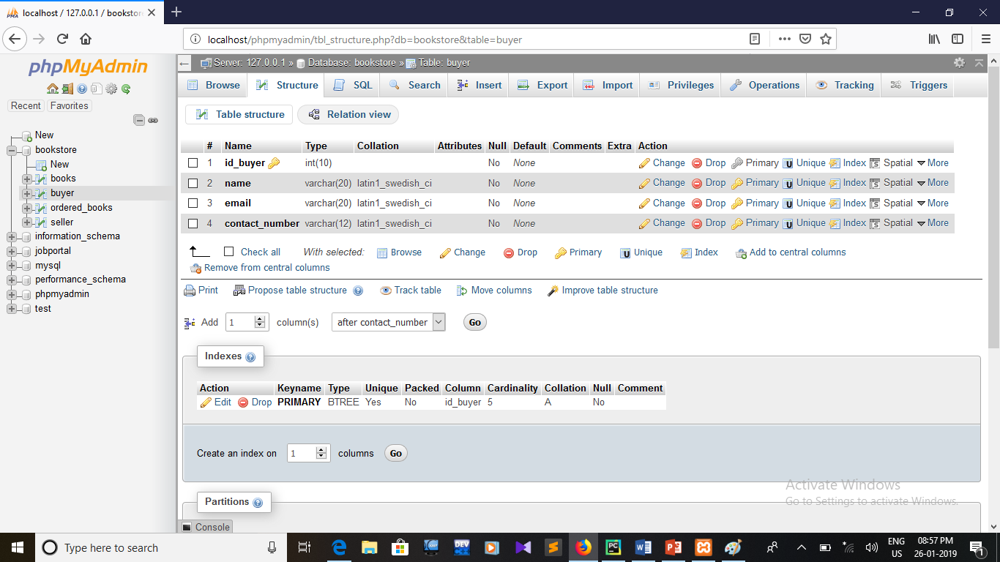 localhost / 127.0.0.1 / bookstor
localhost/phpmyadmin/tbl_structure.php?db=bookstore&table=buyer
phpMyAdmin
Recent Favorites
New
bookstore
New
books
buyer
ordered_books
seller
information_schema
jobportal
mysql
performance_schema
phpmyadmin
test
Server: 127.0.0.1 » Database: bookstore » Table: buyer
Browse Structure SQL Search Insert Export Import Privileges Operations Tracking Triggers
Table structure Relation view
# Name Type Collation Attributes Null Default Comments Extra Action
1 id_buyer int(10) No None Change Drop Primary Unique Index Spatial More
2 name varchar(20) latin1_swedish_ci No None Change Drop Primary Unique Index Spatial More
3 email varchar(20) latin1_swedish_ci No None Change Drop Primary Unique Index Spatial More
4 contact_number varchar(12) latin1_swedish_ci No None Change Drop Primary Unique Index Spatial More
Check all With selected: Browse Change Drop Primary Unique Index Add to central columns
Remove from central columns
Print Propose table structure Track table Move columns Improve table structure
Add 1 column(s) after contact_number Go
Indexes
Action Keyname Type Unique Packed Column Cardinality Collation Null Comment
Edit Drop PRIMARY BTREE Yes No id_buyer 5 A No
Create an index on 1 columns Go
Partitions
Console
Activate Windows
Go to Settings to activate Windows.
Type here to search
ENG
US
08:57 PM
26-01-2019